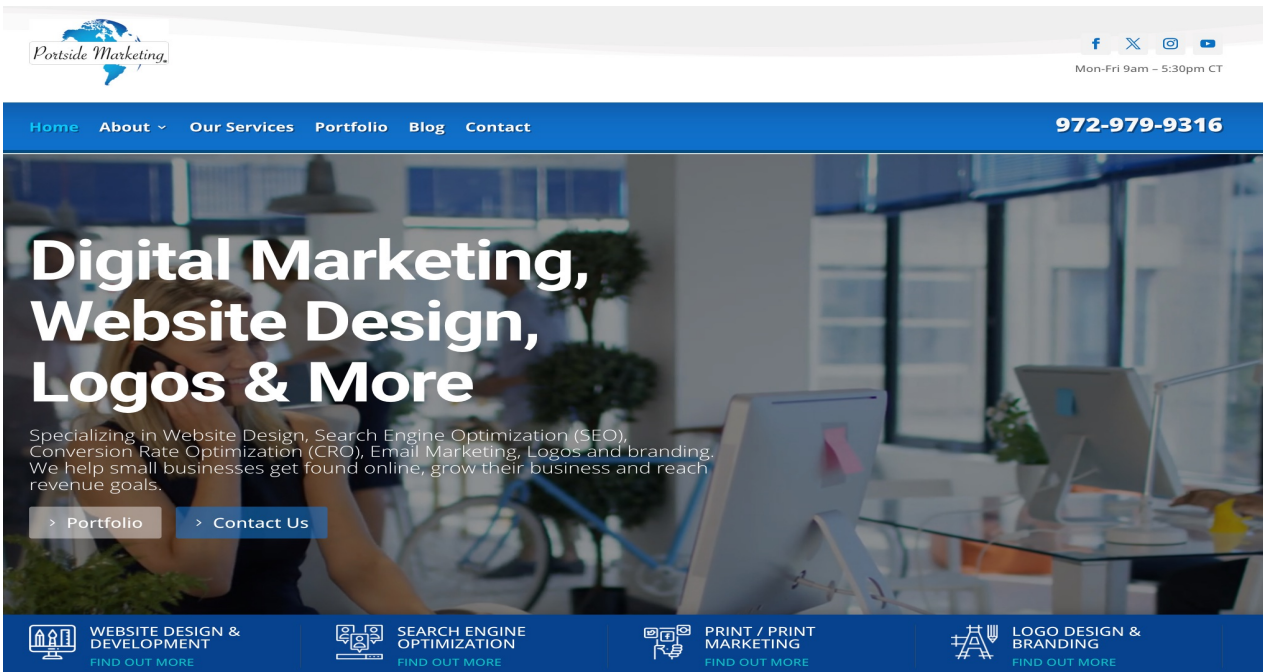 Portside Marketing®
Mon-Fri 9am – 5:30pm CT
Home About Our Services Portfolio Blog Contact
972-979-9316
Digital Marketing,
Website Design,
Logos & More
Specializing in Website Design, Search Engine Optimization (SEO),
Conversion Rate Optimization (CRO), Email Marketing, Logos and branding.
We help small businesses get found online, grow their business and reach
revenue goals.
> Portfolio > Contact Us
WEBSITE DESIGN &
DEVELOPMENT
FIND OUT MORE
SEARCH ENGINE
OPTIMIZATION
FIND OUT MORE
PRINT / PRINT
MARKETING
FIND OUT MORE
LOGO DESIGN &
BRANDING
FIND OUT MORE